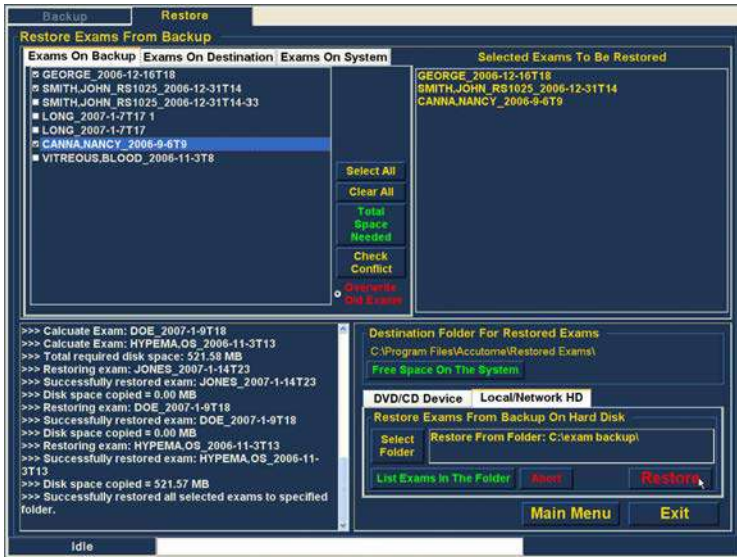 Backup
Restore
Restore Exams From Backup
Exams On Backup
Exams On Destination
Exams On System
GEORGE_2006-12-16T18
SMITH,JOHN_RS1025_2006-12-31T14
SMITH,JOHN_RS1025_2006-12-31T14-33
LONG_2007-1-7T17 1
LONG_2007-1-7T17
CANNA,NANCY_2006-9-6T9
VITREOUS,BLOOD_2006-11-3T8
Select All
Clear All
Total
Space
Needed
Check
Conflict
Overwrite
Old Exams
Selected Exams To Be Restored
GEORGE_2006-12-16T18
SMITH,JOHN_RS1025_2006-12-31T14
CANNA,NANCY_2006-9-6T9
>>> Calcuate Exam: DOE_2007-1-9T18
>>> Calcuate Exam: HYPEMA,OS_2006-11-3T13
>>> Total required disk space: 521.58 MB
>>> Restoring exam: JONES_2007-1-14T23
>>> Successfully restored exam: JONES_2007-1-14T23
>>> Disk space copied = 0.00 MB
>>> Restoring exam: DOE_2007-1-9T18
>>> Successfully restored exam: DOE_2007-1-9T18
>>> Disk space copied = 0.00 MB
>>> Restoring exam: HYPEMA,OS_2006-11-3T13
>>> Successfully restored exam: HYPEMA,OS_2006-11-
3T13
>>> Disk space copied = 521.57 MB
>>> Successfully restored all selected exams to specified
folder.
Destination Folder For Restored Exams
C:\Program Files\Accutome\Restored Exams\
Free Space On The System
DVD/CD Device
Local/Network HD
Restore Exams From Backup On Hard Disk
Select
Folder
Restore From Folder: C:\exam backup\
List Exams In The Folder
Abort
Restore
Main Menu
Exit
Idle